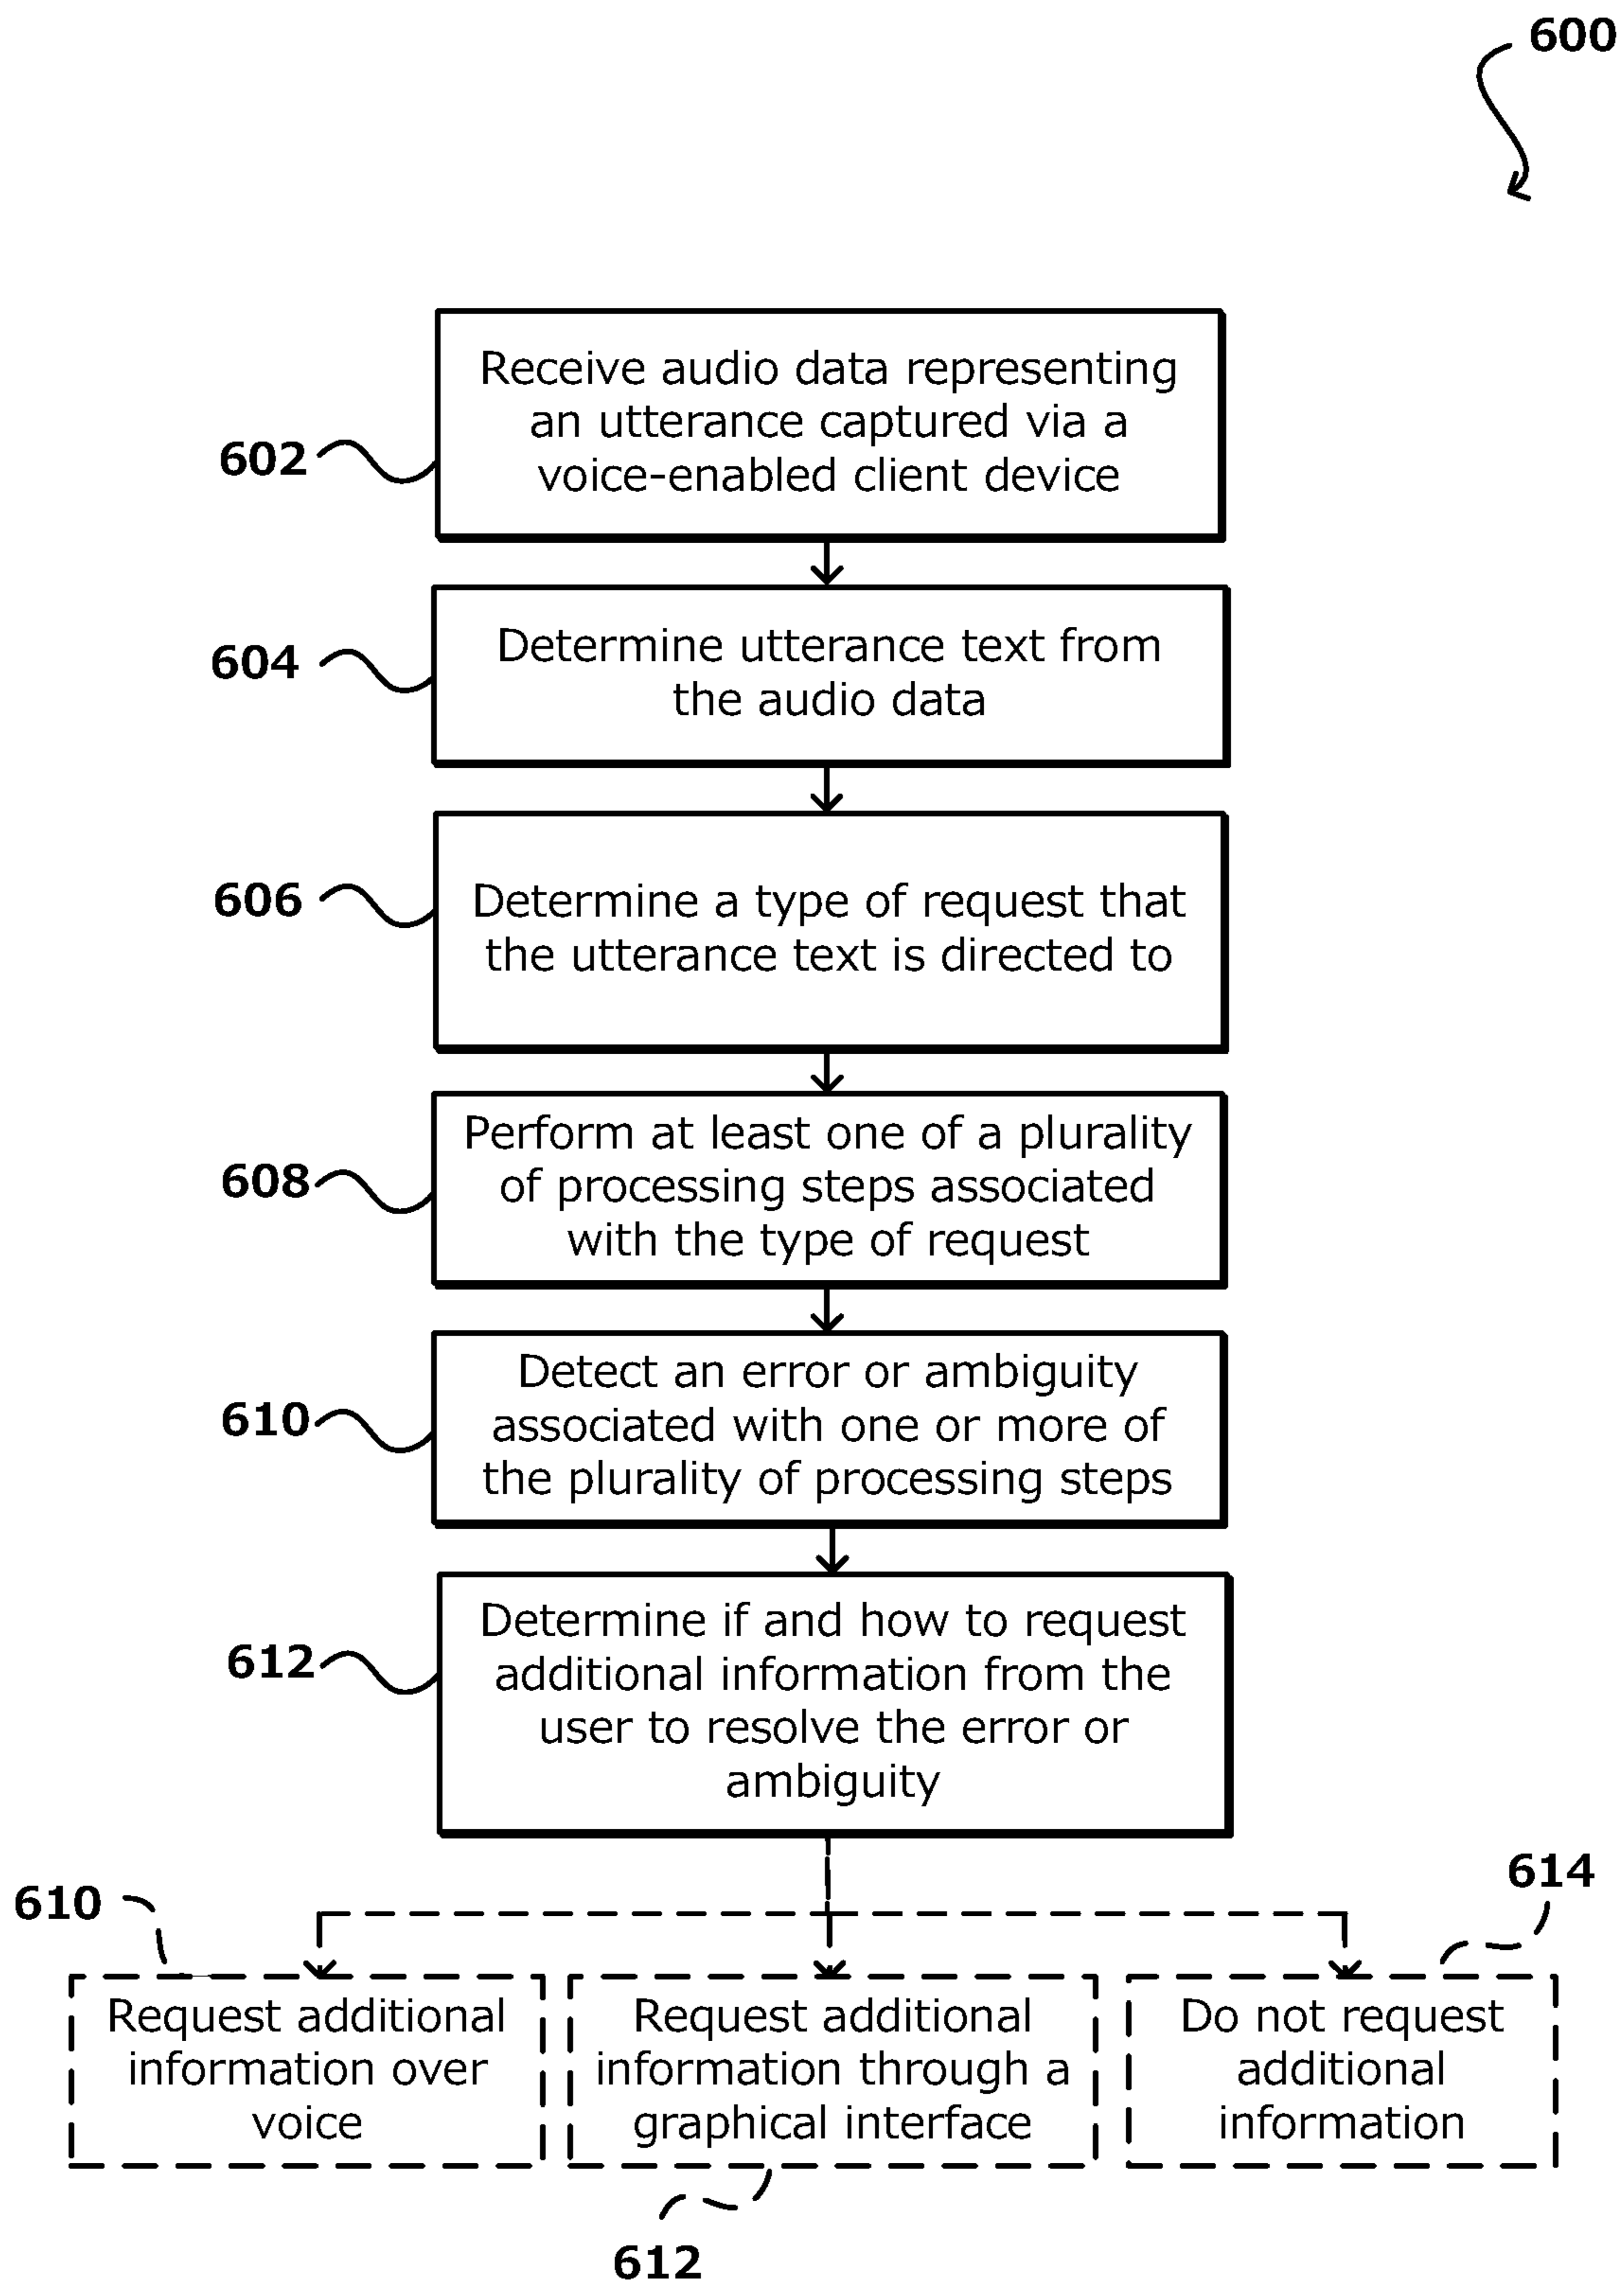 600
Receive audio data representing
an utterance captured via a
voice-enabled client device
602
Determine utterance text from
the audio data
604
Determine a type of request that
the utterance text is directed to
606
Perform at least one of a plurality
of processing steps associated
with the type of request
608
Detect an error or ambiguity
associated with one or more of
the plurality of processing steps
610
Determine if and how to request
additional information from the
user to resolve the error or
ambiguity
612
610
Request additional
information over
voice
Request additional
information through a
graphical interface
612
614
Do not request
additional
information